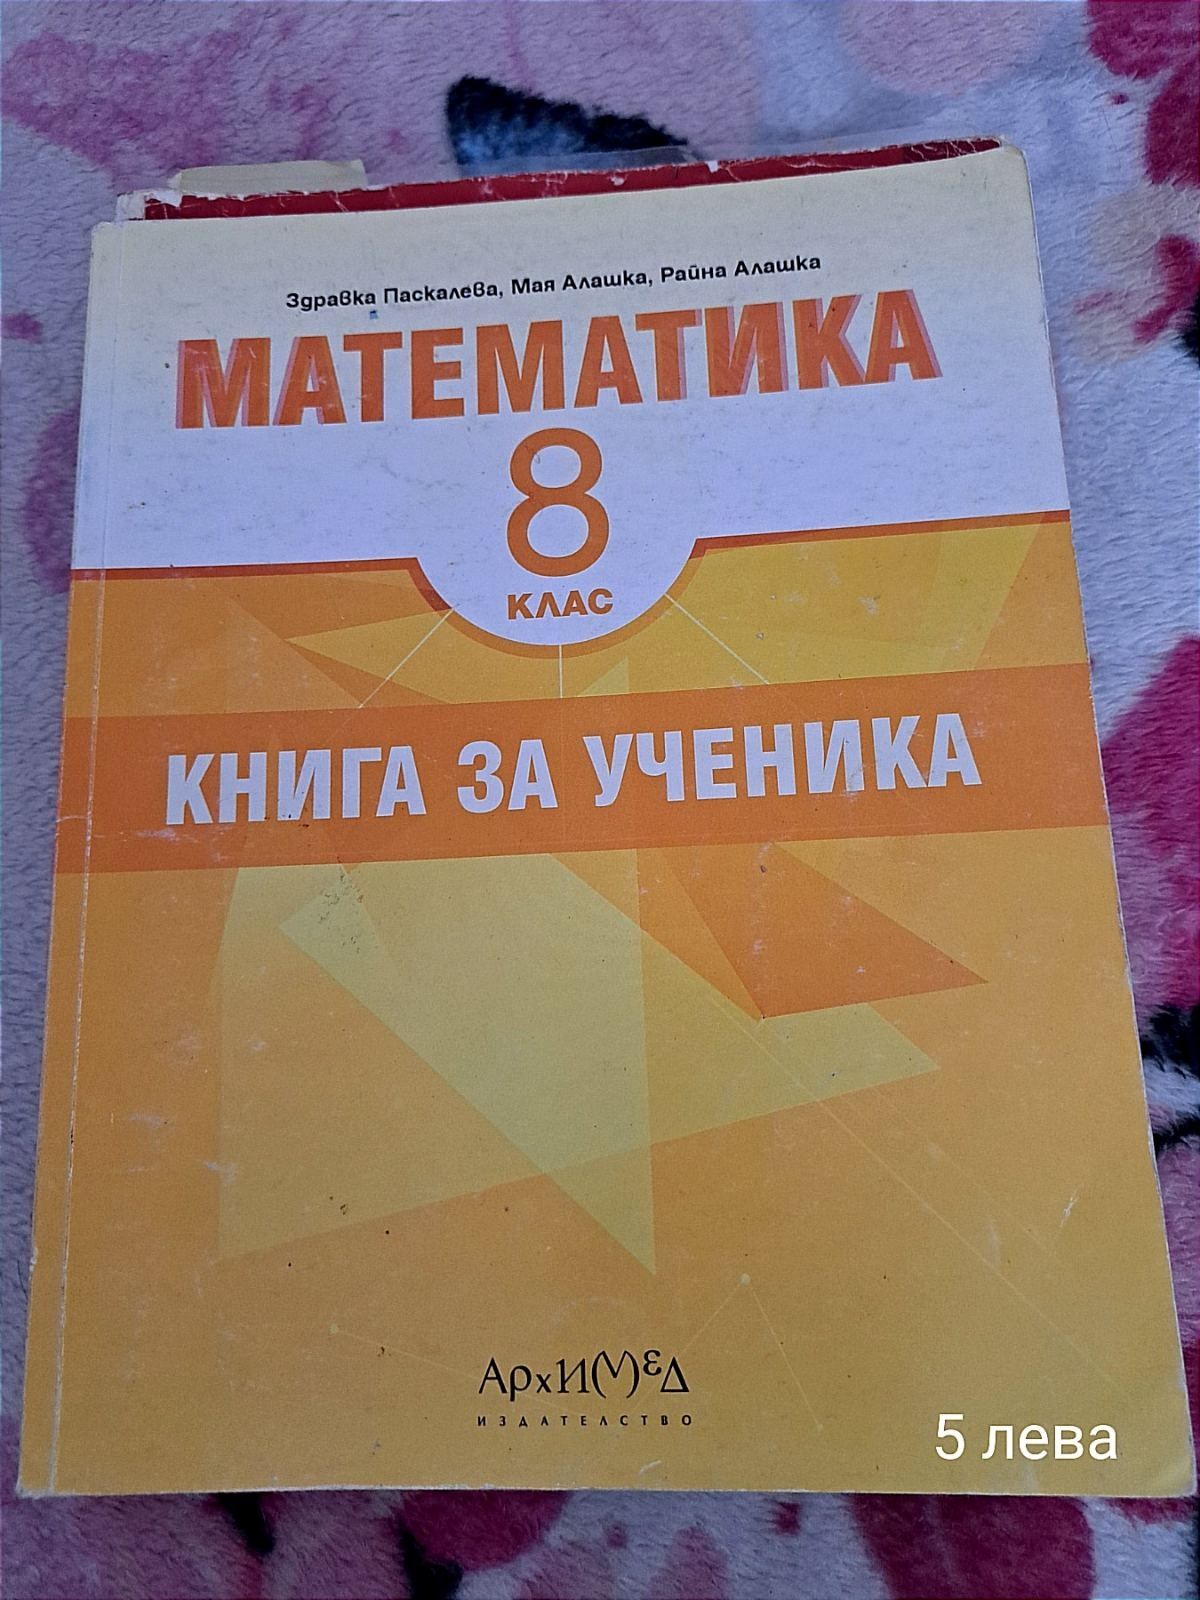 Здравка Паскалева, Мая Алашка, Райна Алашка
МАТЕМАТИКА
8
КЛАС
КНИГА ЗА УЧЕНИКА
АрхИмЕД
ИЗДАТЕЛСТВО
5 лева